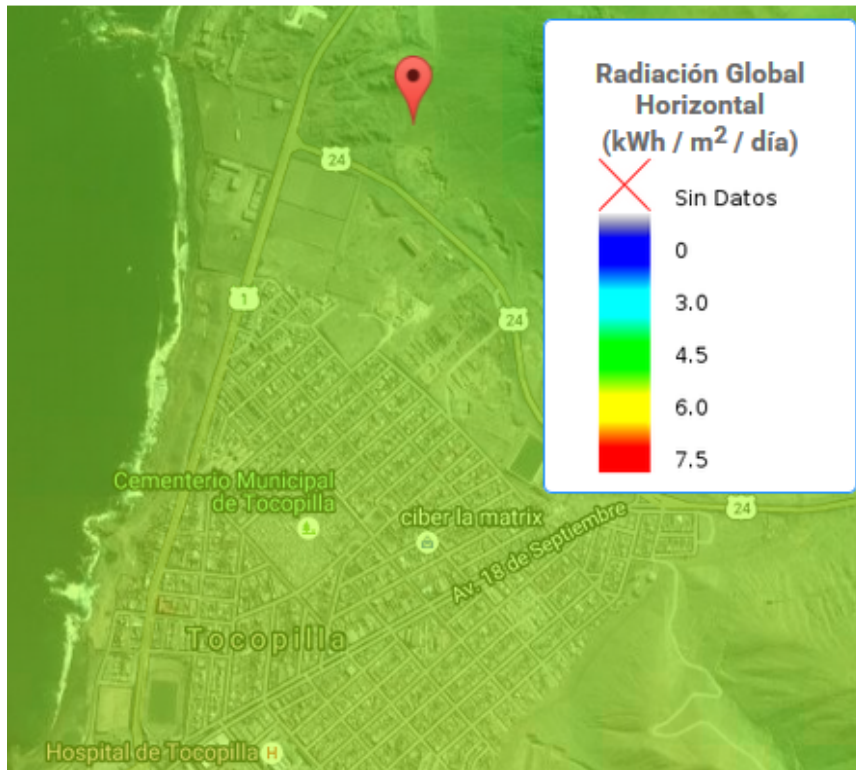 Radiación Global
Horizontal
(kWh / m² / día)
Sin Datos
0
3.0
4.5
6.0
7.5
24
1
24
24
Cementerio Municipal
de Tocopilla
ciber la matrix
Av. 18 de Septiembre
Tocopilla
Hospital de Tocopilla H